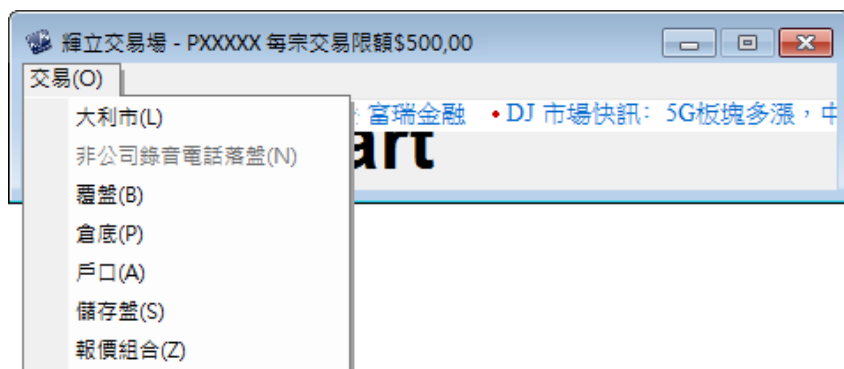 輝立交易場 - PXXXXX 每宗交易限額$500,00
交易(O)
大利市(L)
富瑞金融 •DJ 市場快訊: 5G板塊多漲，中
非公司錄音電話落盤(N)
art
覆盤(B)
倉底(P)
戶口(A)
儲存盤(S)
報價組合(Z)